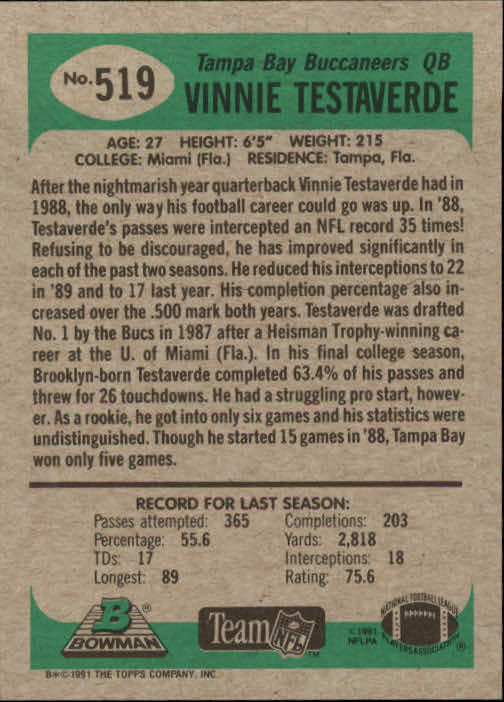 No. 519
Tampa Bay Buccaneers QB
VINNIE TESTAVERDE
AGE: 27 HEIGHT: 6'5" WEIGHT: 215
COLLEGE: Miami (Fla.) RESIDENCE: Tampa, Fla.
After the nightmarish year quarterback Vinnie Testaverde had in
1988, the only way his football career could go was up. In '88,
Testaverde's passes were intercepted an NFL record 35 times!
Refusing to be discouraged, he has improved significantly in
each of the past two seasons. He reduced his interceptions to 22
in '89 and to 17 last year. His completion percentage also in-
creased over the .500 mark both years. Testaverde was drafted
No. 1 by the Bucs in 1987 after a Heisman Trophy-winning ca-
reer at the U. of Miami (Fla.). In his final college season,
Brooklyn-born Testaverde completed 63.4% of his passes and
threw for 26 touchdowns. He had a struggling pro start, howev-
er. As a rookie, he got into only six games and his statistics were
undistinguished. Though he started 15 games in '88, Tampa Bay
won only five games.
RECORD FOR LAST SEASON:
Passes attempted: 365 Completions: 203
Percentage: 55.6 Yards: 2,818
TDs: 17 Interceptions: 18
Longest: 89 Rating: 75.6
B ®
BOWMAN
Team NFL TM
© 1991
NFLPA
NATIONAL FOOTBALL LEAGUE
PLAYERS ASSOCIATION ®
B*© 1991 THE TOPPS COMPANY, INC.